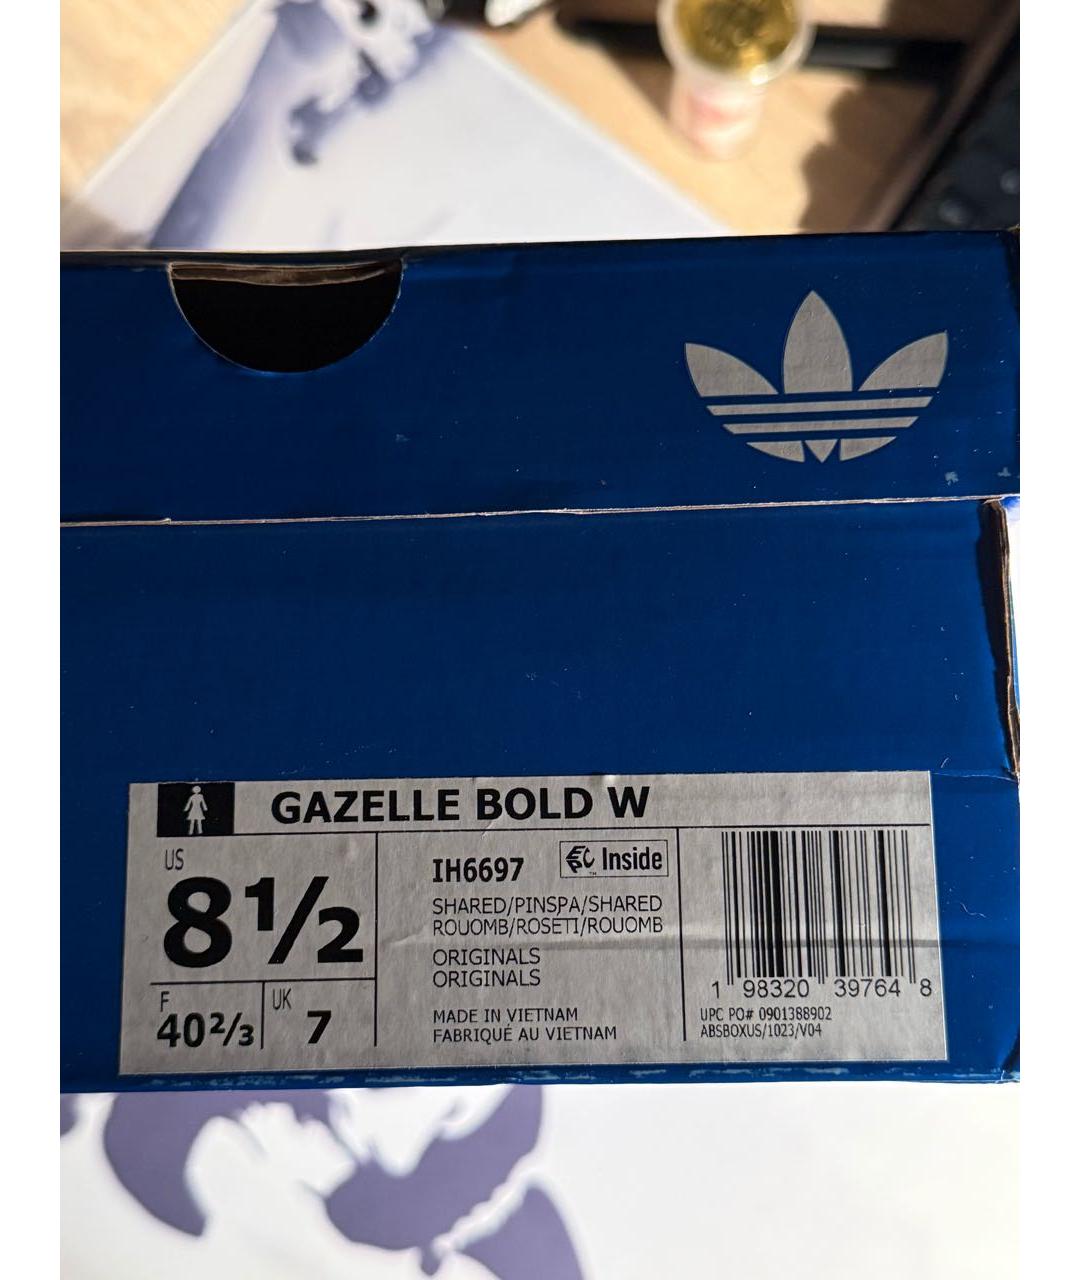 GAZELLE BOLD W
US
8½
F
40⅔
UK
7
IH6697
Inside
TM
SHARED/PINSPA/SHARED
ROUOMB/ROSETI/ROUOMB
ORIGINALS
ORIGINALS
MADE IN VIETNAM
FABRIQUÉ AU VIETNAM
1 98320 39764 8
UPC PO# 0901388902
ABSBOXUS/1023/V04